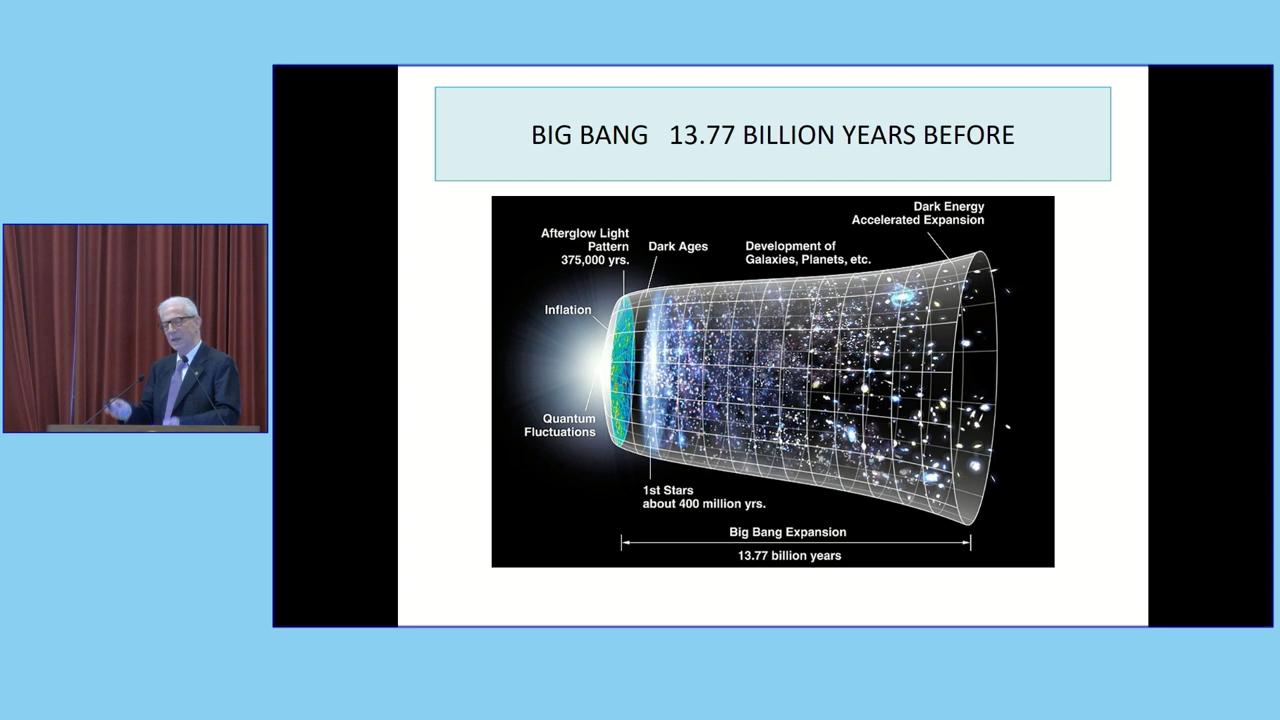 BIG BANG 13.77 BILLION YEARS BEFORE
Dark Energy
Accelerated Expansion
Afterglow Light
Pattern
375,000 yrs.
Dark Ages
Development of
Galaxies, Planets, etc.
Inflation
Quantum
Fluctuations
1st Stars
about 400 million yrs.
Big Bang Expansion
13.77 billion years